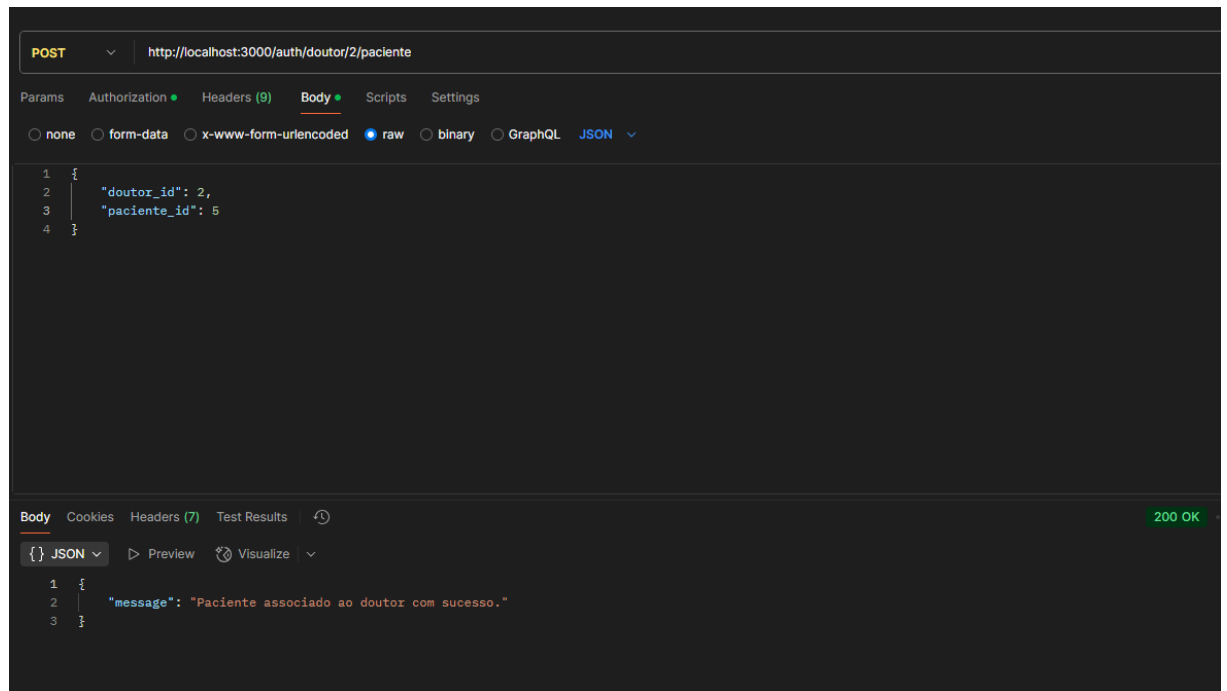 POST http://localhost:3000/auth/doutor/2/paciente
Params Authorization Headers (9) Body Scripts Settings
none form-data x-www-form-urlencoded raw binary GraphQL JSON
1 {
2 "doutor_id": 2,
3 "paciente_id": 5
4 }
Body Cookies Headers (7) Test Results 200 OK
{} JSON Preview Visualize
1 {
2 "message": "Paciente associado ao doutor com sucesso."
3 }